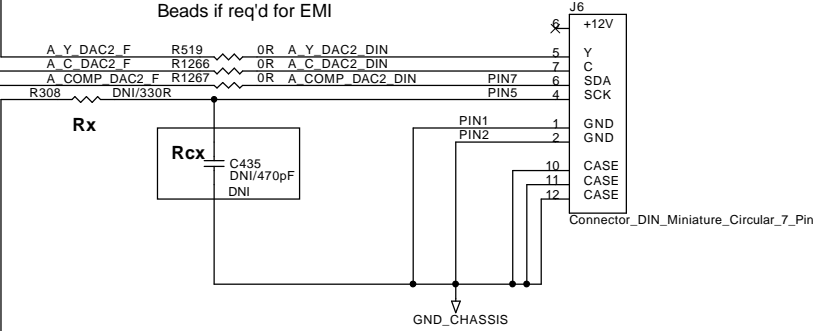 Beads if req'd for EMI
J6
6 +12V
A_Y_DAC2_F R519 0R A_Y_DAC2_DIN 5 Y
A_C_DAC2_F R1266 0R A_C_DAC2_DIN 7 C
A_COMP_DAC2_F R1267 0R A_COMP_DAC2_DIN PIN7 6 SDA
R308 DNI/330R PIN5 4 SCK
Rx
PIN1 1 GND
PIN2 2 GND
Rcx
C435
DNI/470pF
DNI
10 CASE
11 CASE
12 CASE
Connector_DIN_Miniature_Circular_7_Pin
GND_CHASSIS